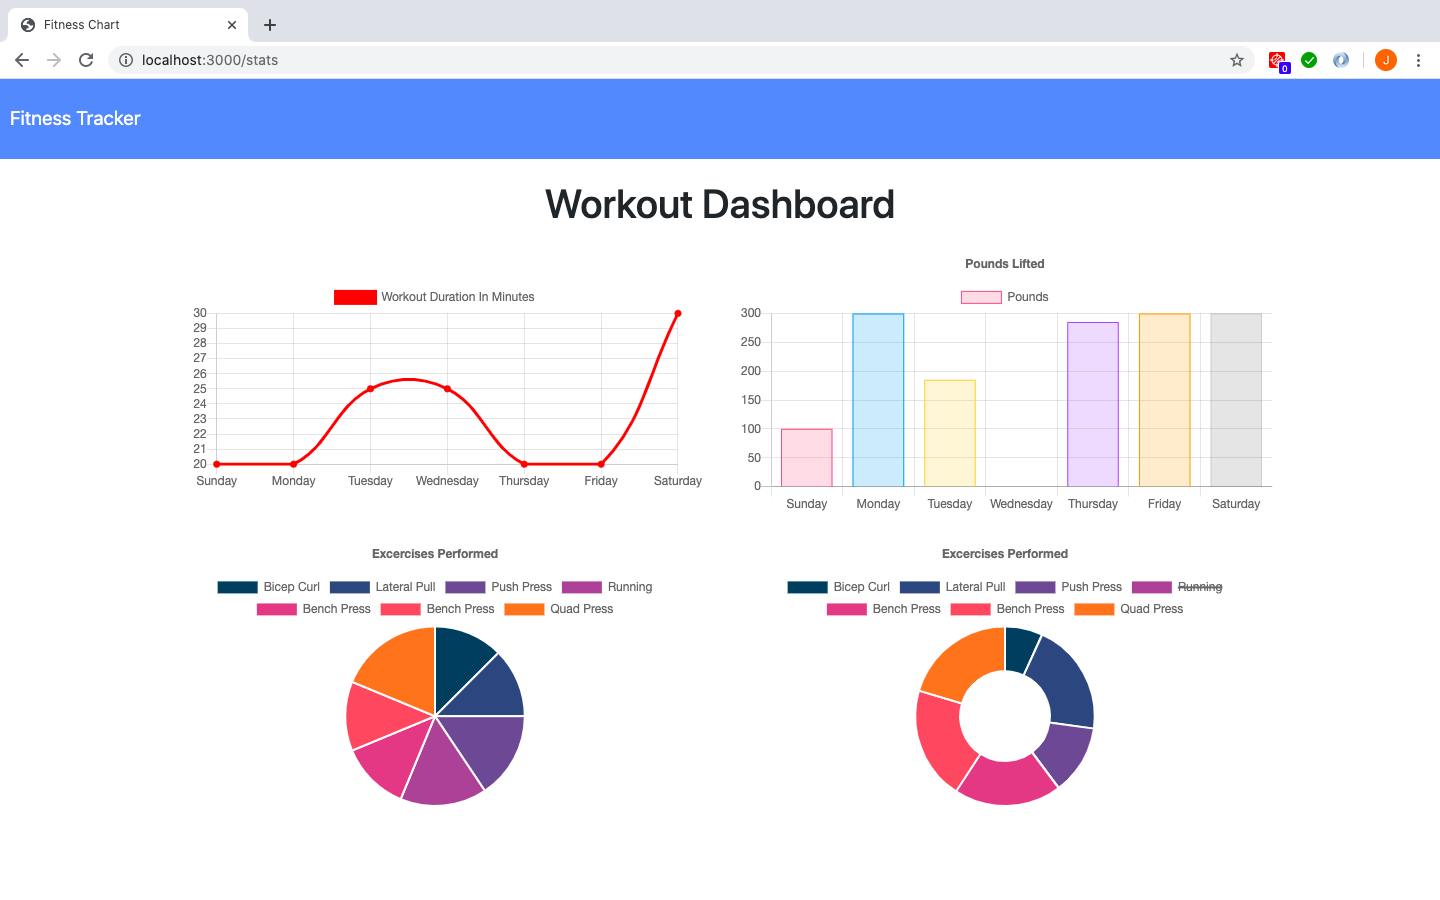 Fitness Chart
localhost:3000/stats
0
J
Fitness Tracker
Workout Dashboard
Workout Duration In Minutes
30
29
28
27
26
25
24
23
22
21
20
Sunday Monday Tuesday Wednesday Thursday Friday Saturday
Pounds Lifted
Pounds
300
250
200
150
100
50
0
Sunday Monday Tuesday Wednesday Thursday Friday Saturday
Excercises Performed
Bicep Curl Lateral Pull Push Press Running
Bench Press Bench Press Quad Press
Excercises Performed
Bicep Curl Lateral Pull Push Press Running
Bench Press Bench Press Quad Press